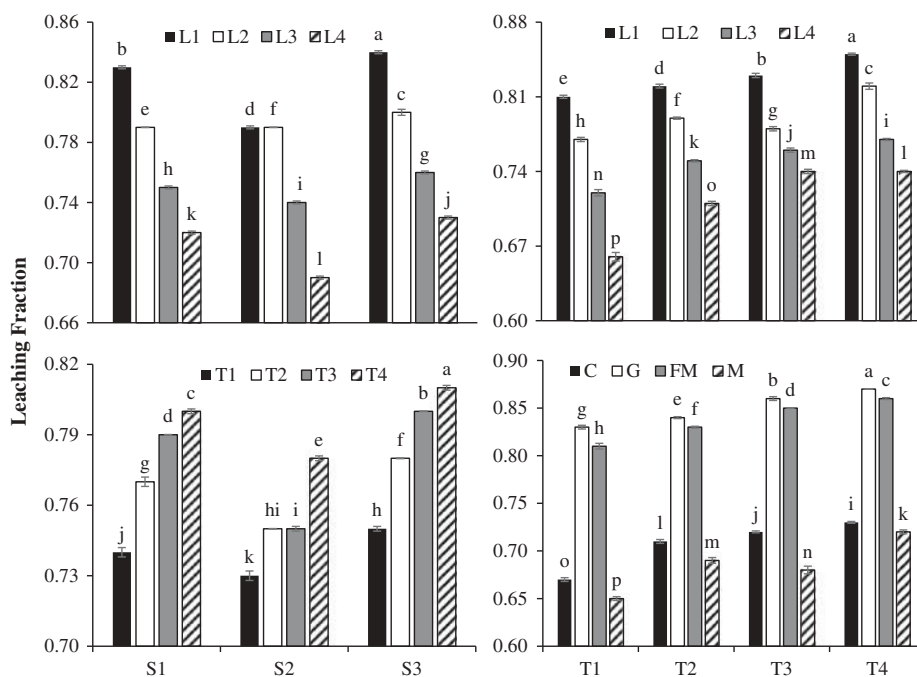 Leaching Fraction
0.86
0.82
0.78
0.74
0.70
0.66
L1 L2 L3 L4
b e h k
d f i l
a c g j
0.88
0.81
0.74
0.67
0.60
L1 L2 L3 L4
e h n p
d f k o
b g j m
a c i l
0.82
0.79
0.76
0.73
0.70
T1 T2 T3 T4
j g d c
k hi i e
h f b a
S1 S2 S3
0.90
0.85
0.80
0.75
0.70
0.65
0.60
C G FM M
o g h p
l e f m
j b d n
i a c k
T1 T2 T3 T4